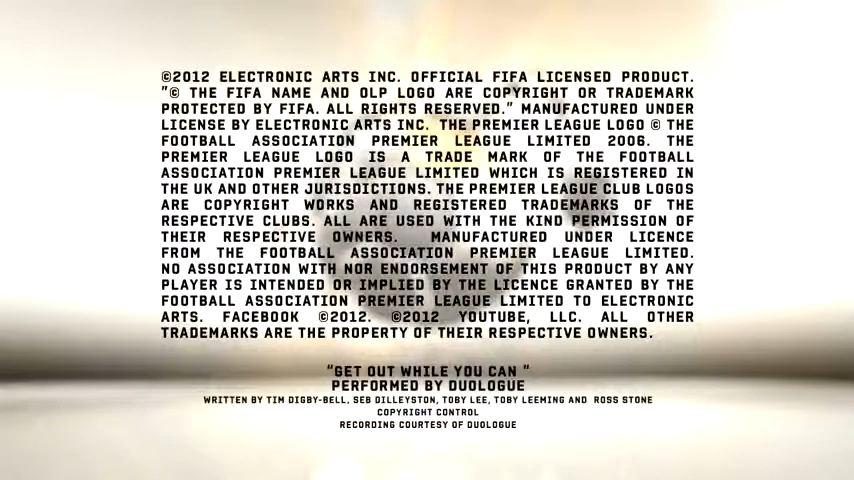 ©2012 ELECTRONIC ARTS INC. OFFICIAL FIFA LICENSED PRODUCT.
"© THE FIFA NAME AND OLP LOGO ARE COPYRIGHT OR TRADEMARK
PROTECTED BY FIFA. ALL RIGHTS RESERVED." MANUFACTURED UNDER
LICENSE BY ELECTRONIC ARTS INC. THE PREMIER LEAGUE LOGO © THE
FOOTBALL ASSOCIATION PREMIER LEAGUE LIMITED 2006. THE
PREMIER LEAGUE LOGO IS A TRADE MARK OF THE FOOTBALL
ASSOCIATION PREMIER LEAGUE LIMITED WHICH IS REGISTERED IN
THE UK AND OTHER JURISDICTIONS. THE PREMIER LEAGUE CLUB LOGOS
ARE COPYRIGHT WORKS AND REGISTERED TRADEMARKS OF THE
RESPECTIVE CLUBS. ALL ARE USED WITH THE KIND PERMISSION OF
THEIR RESPECTIVE OWNERS. MANUFACTURED UNDER LICENCE
FROM THE FOOTBALL ASSOCIATION PREMIER LEAGUE LIMITED.
NO ASSOCIATION WITH NOR ENDORSEMENT OF THIS PRODUCT BY ANY
PLAYER IS INTENDED OR IMPLIED BY THE LICENCE GRANTED BY THE
FOOTBALL ASSOCIATION PREMIER LEAGUE LIMITED TO ELECTRONIC
ARTS. FACEBOOK ©2012. ©2012 YOUTUBE, LLC. ALL OTHER
TRADEMARKS ARE THE PROPERTY OF THEIR RESPECTIVE OWNERS.
"GET OUT WHILE YOU CAN "
PERFORMED BY DUOLOGUE
WRITTEN BY TIM DIGBY-BELL, SEB DILLEYSTON, TOBY LEE, TOBY LEEMING AND ROSS STONE
COPYRIGHT CONTROL
RECORDING COURTESY OF DUOLOGUE